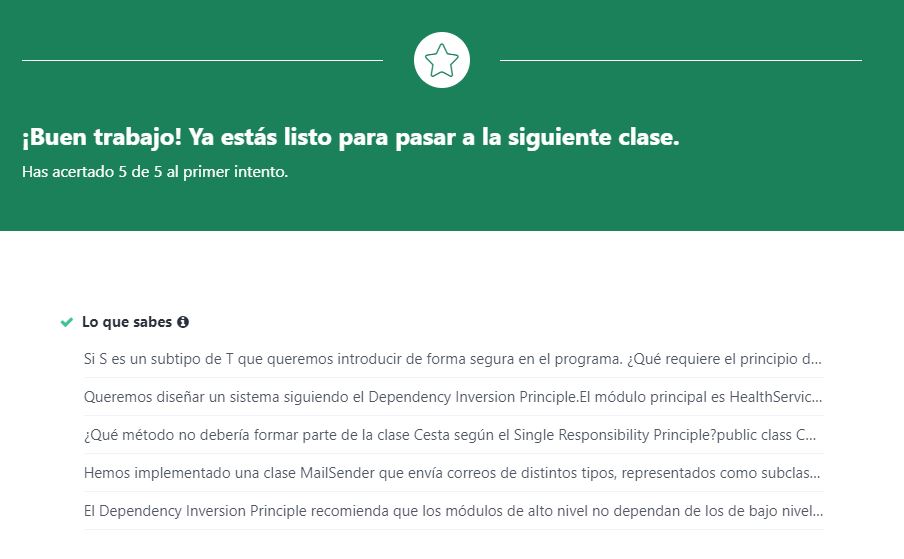 ¡Buen trabajo! Ya estás listo para pasar a la siguiente clase.
Has acertado 5 de 5 al primer intento.
Lo que sabes
Si S es un subtipo de T que queremos introducir de forma segura en el programa. ¿Qué requiere el principio d...
Queremos diseñar un sistema siguiendo el Dependency Inversion Principle.El módulo principal es HealthServic...
¿Qué método no debería formar parte de la clase Cesta según el Single Responsibility Principle?public class C...
Hemos implementado una clase MailSender que envía correos de distintos tipos, representados como subclas...
El Dependency Inversion Principle recomienda que los módulos de alto nivel no dependan de los de bajo nivel...